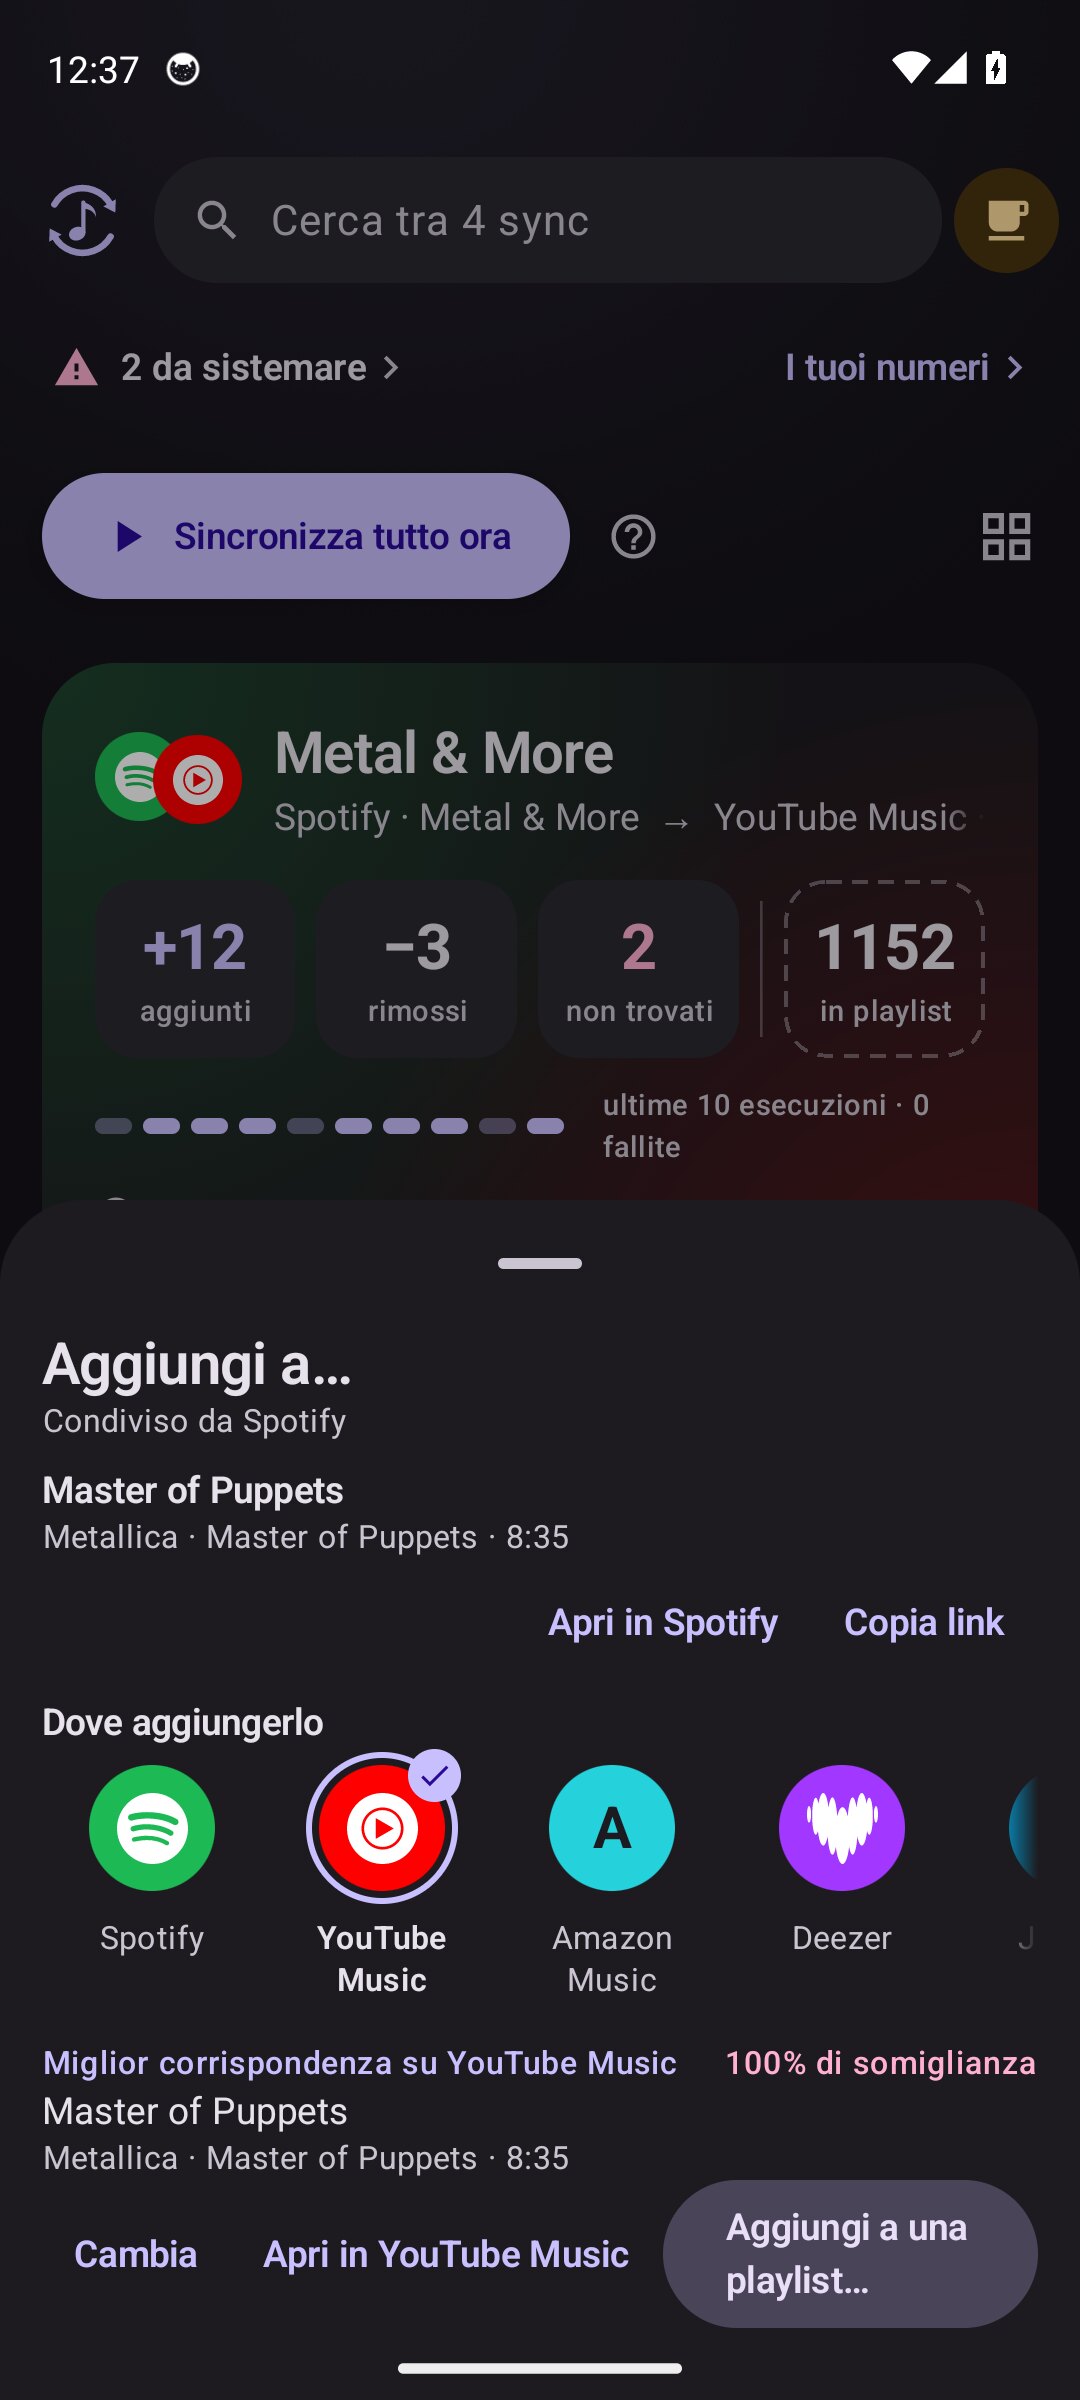 12:37
Cerca tra 4 sync
2 da sistemare
I tuoi numeri
Sincronizza tutto ora
Metal & More
Spotify · Metal & More → YouTube Music
+12
aggiunti
−3
rimossi
2
non trovati
1152
in playlist
ultime 10 esecuzioni · 0
fallite
Aggiungi a…
Condiviso da Spotify
Master of Puppets
Metallica · Master of Puppets · 8:35
Apri in Spotify
Copia link
Dove aggiungerlo
A
Spotify
YouTube
Music
Amazon
Music
Deezer
J
Miglior corrispondenza su YouTube Music
100% di somiglianza
Master of Puppets
Metallica · Master of Puppets · 8:35
Cambia
Apri in YouTube Music
Aggiungi a una
playlist…